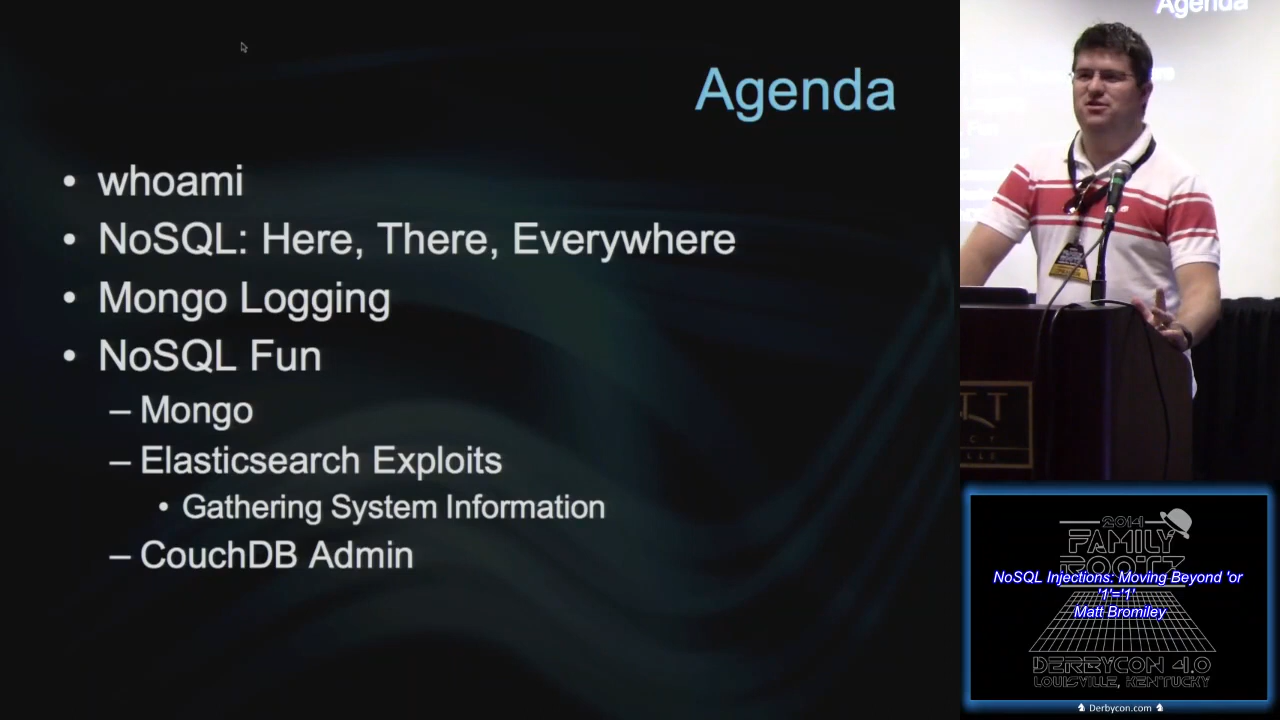 Agenda
• whoami
• NoSQL: Here, There, Everywhere
• Mongo Logging
• NoSQL Fun
– Mongo
– Elasticsearch Exploits
• Gathering System Information
– CouchDB Admin
Agenda
2014
FAMILY
ROOTZ
NoSQL Injections: Moving Beyond 'or
'1'='1'
Matt Bromiley
DERBYCON 4.0
LOUISVILLE, KENTUCKY
Derbycon.com